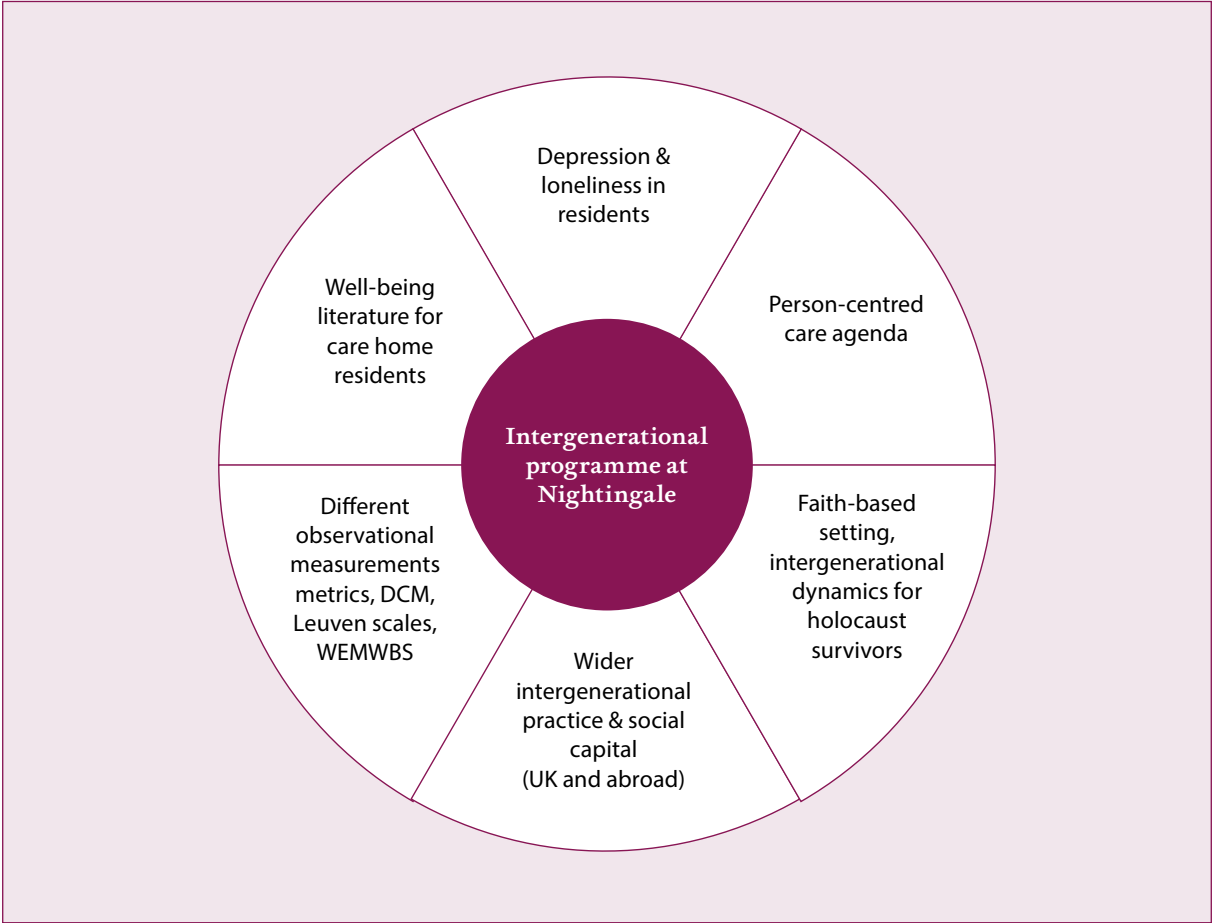 Depression &
loneliness in
residents
Person-centred
care agenda
Faith-based
setting,
intergenerational
dynamics for
holocaust
survivors
Wider
intergenerational
practice & social
capital
(UK and abroad)
Different
observational
measurements
metrics, DCM,
Leuven scales,
WEMWBS
Well-being
literature for
care home
residents
Intergenerational
programme at
Nightingale